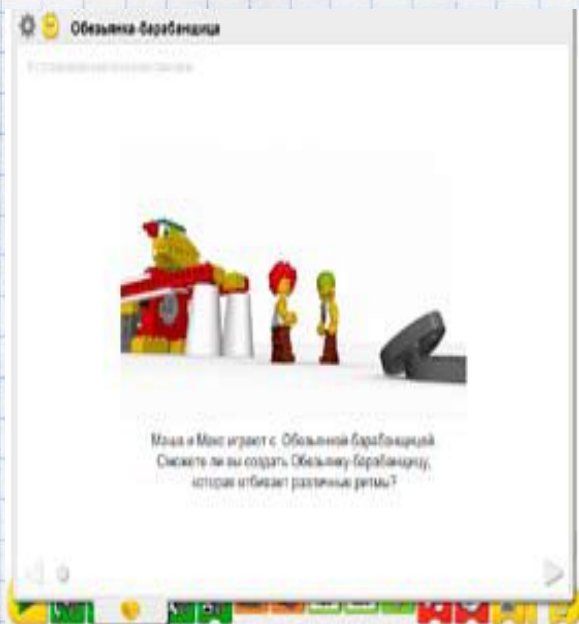 Обезьянка-барабанщица
Маша и Макс играют с Обезьянкой-барабанщицей.
Сможете ли вы создать Обезьянку-барабанщицу,
которая отбивает различные ритмы?